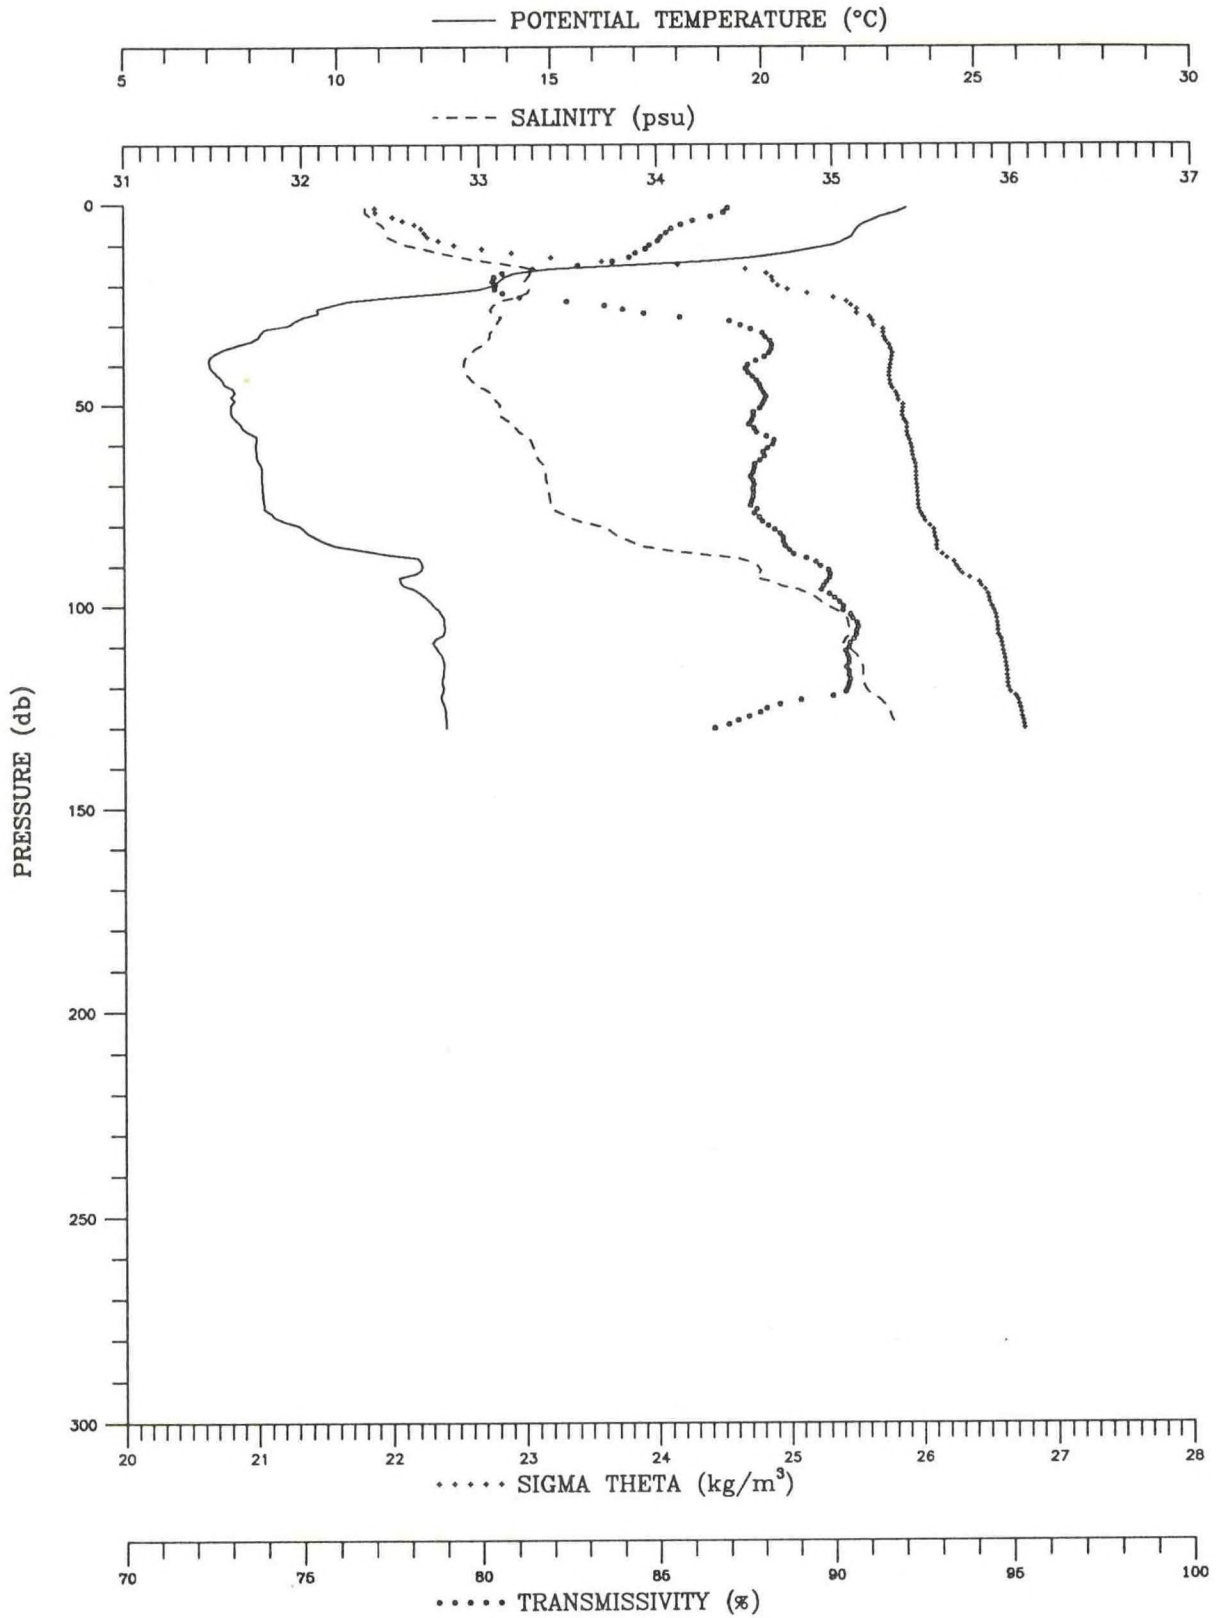 POTENTIAL TEMPERATURE (°C)
5 10 15 20 25 30
SALINITY (psu)
31 32 33 34 35 36 37
PRESSURE (db)
0
50
100
150
200
250
300
20 21 22 23 24 25 26 27 28
SIGMA THETA (kg/m³)
70 75 80 85 90 95 100
TRANSMISSIVITY (%)